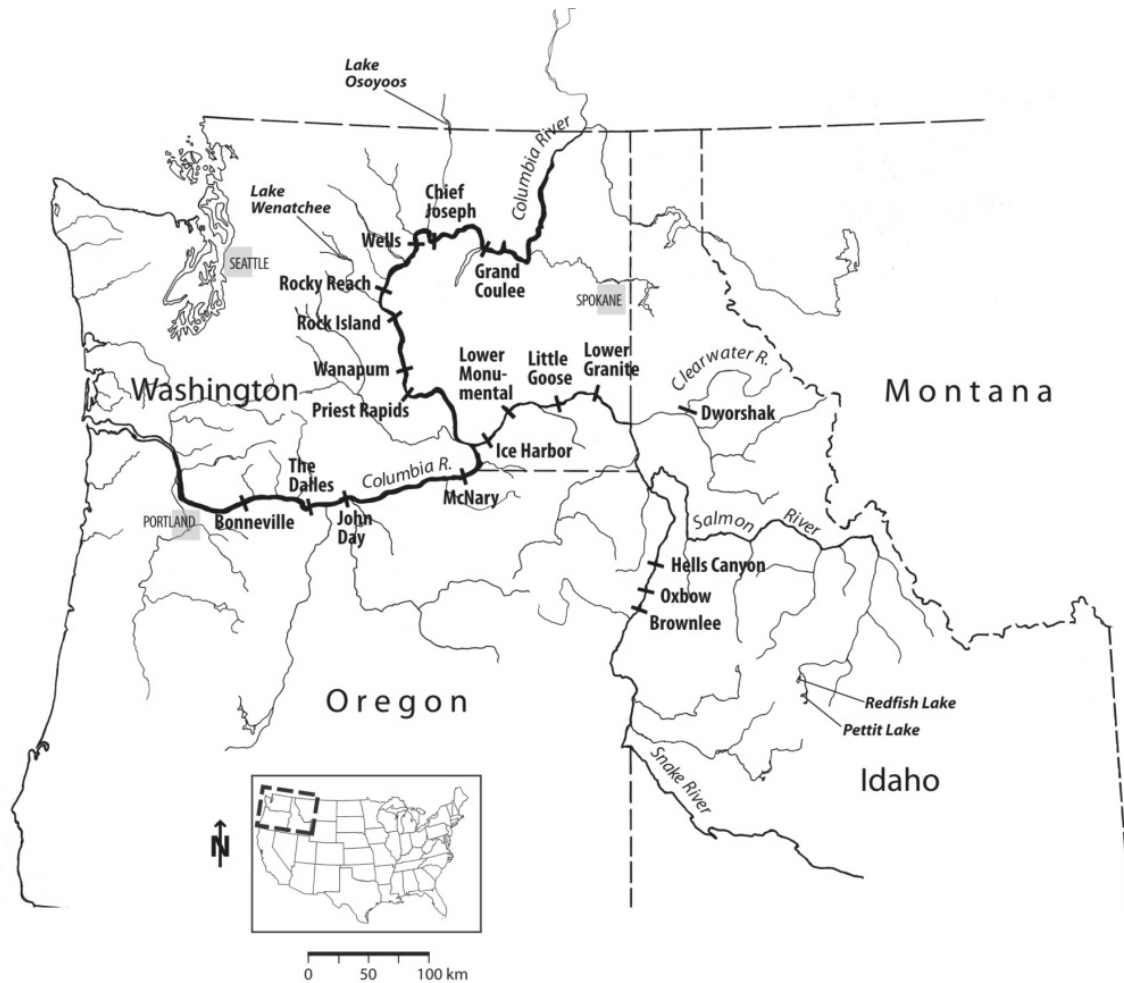 Lake
Osoyoos
Columbia River
Lake
Wenatchee
Chief
Joseph
Wells
SEATTLE
Grand
Coulee
Rocky Reach
SPOKANE
Rock Island
Lower
Monu-
mental
Little
Goose
Lower
Granite
Clearwater R.
Wanapum
Washington
Montana
Priest Rapids
Dworshak
Ice Harbor
The
Dalles
Columbia R.
McNary
PORTLAND
Bonneville
John
Day
Salmon River
Hells Canyon
Oxbow
Brownlee
Oregon
Redfish Lake
Pettit Lake
Snake River
Idaho
N
0 50 100 km